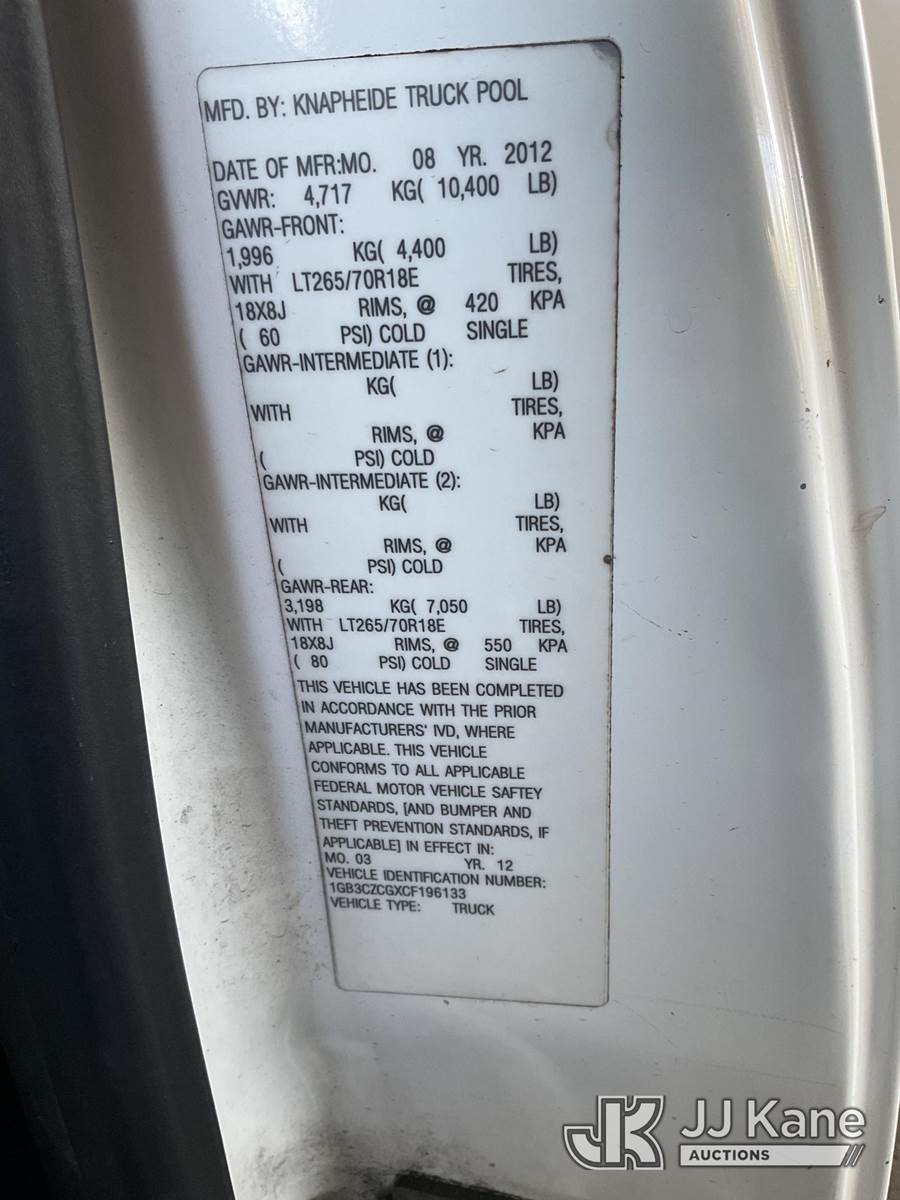 MFD. BY: KNAPHEIDE TRUCK POOL
DATE OF MFR:MO. 08 YR. 2012
GVWR: 4,717 KG( 10,400 LB)
GAWR-FRONT:
1,996 KG( 4,400 LB)
WITH LT265/70R18E TIRES,
18X8J RIMS, @ 420 KPA
( 60 PSI) COLD SINGLE
GAWR-INTERMEDIATE (1):
KG( LB)
WITH TIRES,
RIMS, @ KPA
( PSI) COLD
GAWR-INTERMEDIATE (2):
KG( LB)
WITH TIRES,
RIMS, @ KPA
( PSI) COLD
GAWR-REAR:
3,198 KG( 7,050 LB)
WITH LT265/70R18E TIRES,
18X8J RIMS, @ 550 KPA
( 80 PSI) COLD SINGLE
THIS VEHICLE HAS BEEN COMPLETED
IN ACCORDANCE WITH THE PRIOR
MANUFACTURERS' IVD, WHERE
APPLICABLE. THIS VEHICLE
CONFORMS TO ALL APPLICABLE
FEDERAL MOTOR VEHICLE SAFTEY
STANDARDS, [AND BUMPER AND
THEFT PREVENTION STANDARDS, IF
APPLICABLE] IN EFFECT IN:
MO. 03 YR. 12
VEHICLE IDENTIFICATION NUMBER:
1GB3CZCGXCF196133
VEHICLE TYPE: TRUCK
JK JJ Kane
AUCTIONS